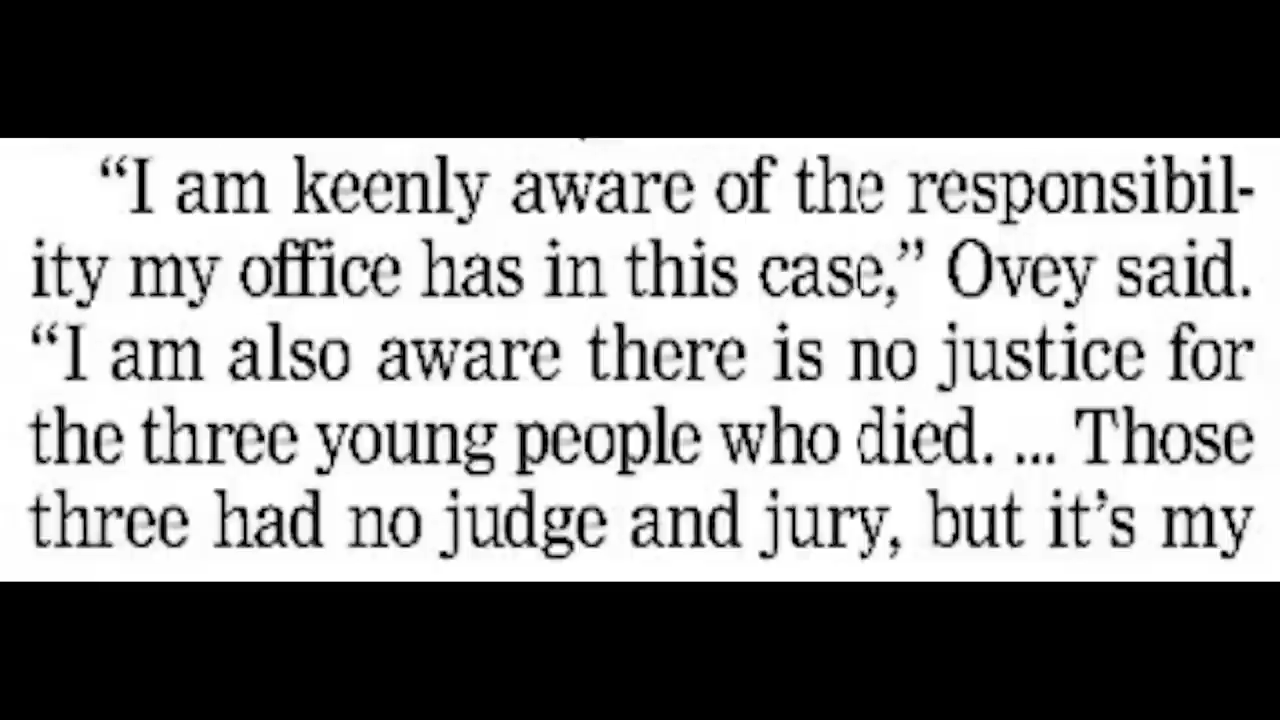 “I am keenly aware of the responsibil-
ity my office has in this case,” Ovey said.
“I am also aware there is no justice for
the three young people who died. ... Those
three had no judge and jury, but it’s my